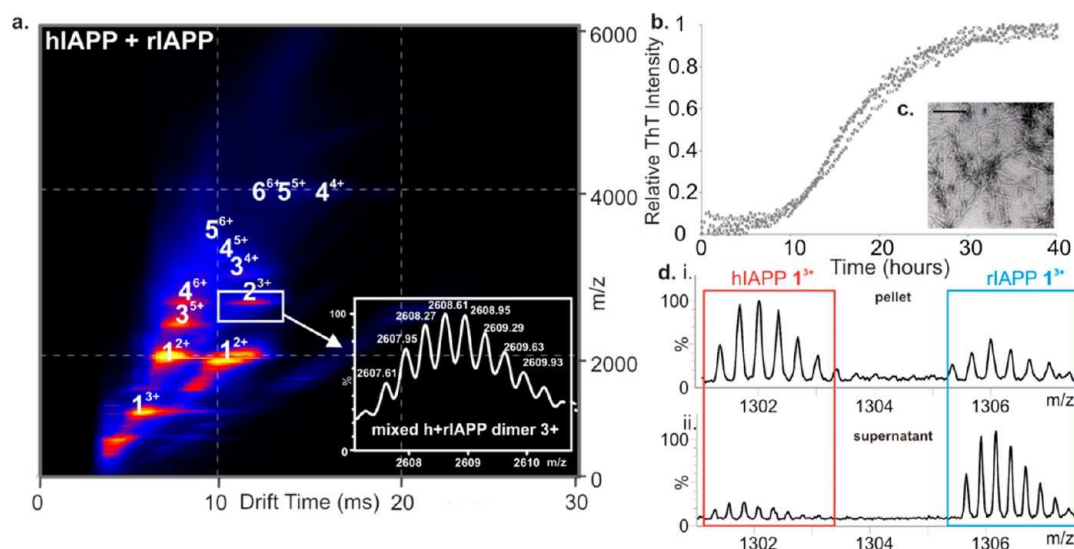 a.
hIAPP + rIAPP
6⁶⁺ 5⁵⁺ 4⁴⁺
5⁶⁺
4⁵⁺
3⁴⁺
4⁶⁺ 2³⁺
3⁵⁺
1²⁺ 1²⁺
1³⁺
6000
4000
2000
0
m/z
0 10 20 30
Drift Time (ms)
100
%
0
2607.61
2607.95
2608.27
2608.61
2608.95
2609.29
2609.63
2609.93
mixed h+rIAPP dimer 3+
2608 2609 2610 m/z
b.
Relative ThT Intensity
1
0.8
0.6
0.4
0.2
0
0 10 20 30 40
Time (hours)
c.
d. i.
hIAPP 1³⁺
rIAPP 1³⁺
pellet
100
%
0
1302 1304 1306 m/z
ii.
supernatant
100
%
0
1302 1304 1306 m/z